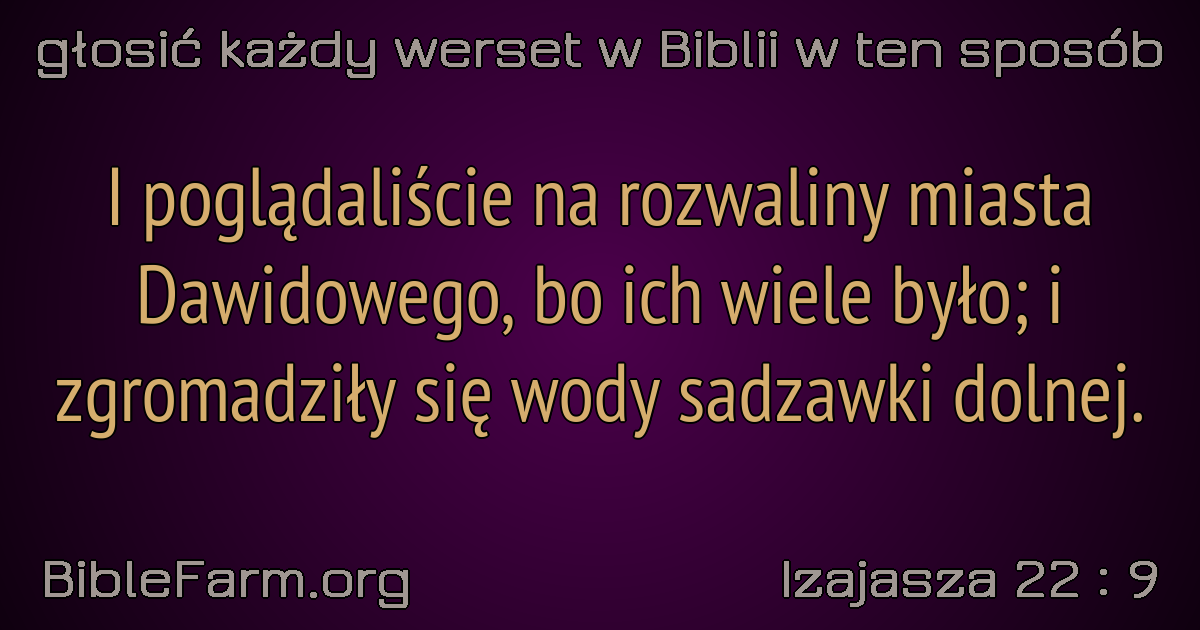 głosić każdy werset w Biblii w ten sposób
I poglądaliście na rozwaliny miasta
Dawidowego, bo ich wiele było; i
zgromadziły się wody sadzawki dolnej.
BibleFarm.org
Izajasza 22 : 9